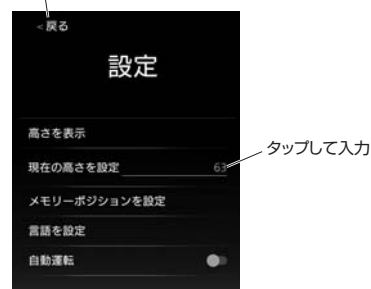 <戻る
設定
高さを表示
現在の高さを設定 63
タップして入力
メモリーポジションを設定
言語を設定
自動運転